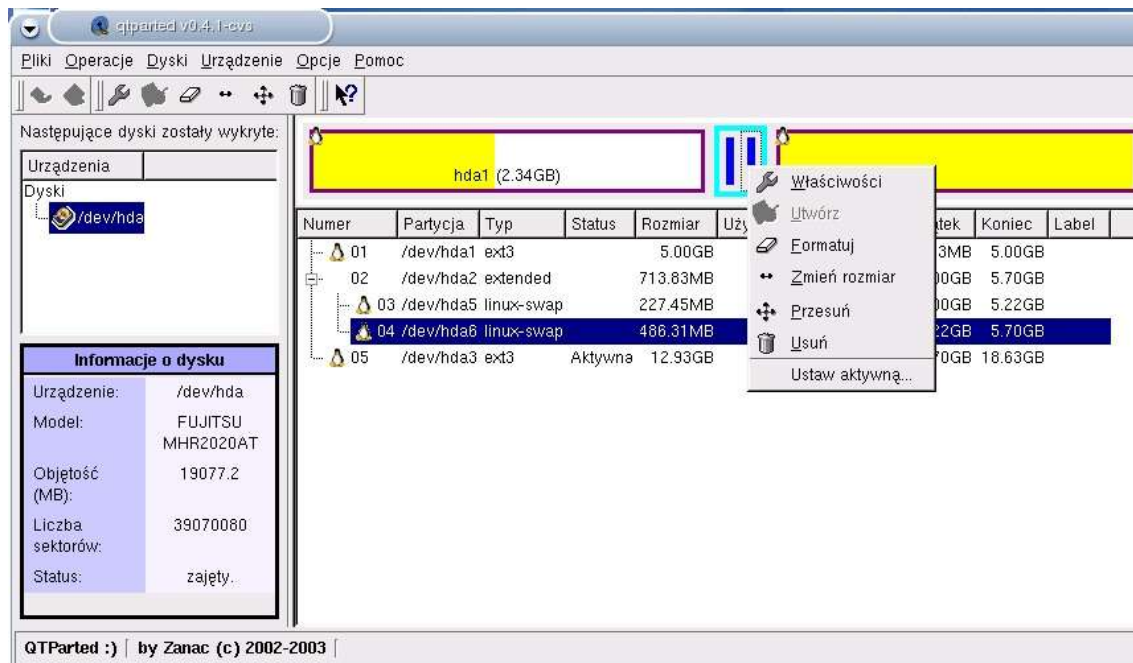 qtparted v0.4.1-cvs
Pliki Operacje Dyski Urządzenie Opcje Pomoc
Następujące dyski zostały wykryte:
Urządzenia
Dyski
/dev/hda
hda1 (2.34GB)
Numer Partycja Typ Status Rozmiar Koniec Label
01 /dev/hda1 ext3 5.00GB 5.00GB
02 /dev/hda2 extended 713.83MB 5.70GB
03 /dev/hda5 linux-swap 227.45MB 5.22GB
04 /dev/hda6 linux-swap 486.31MB 5.70GB
05 /dev/hda3 ext3 Aktywna 12.93GB 18.63GB
Właściwości
Utwórz
Formatuj
Zmień rozmiar
Przesuń
Usuń
Ustaw aktywną...
Informacje o dysku
Urządzenie: /dev/hda
Model: FUJITSU
MHR2020AT
Objętość 19077.2
(MB):
Liczba 39070080
sektorów:
Status: zajęty.
QTParted :) by Zanac (c) 2002-2003